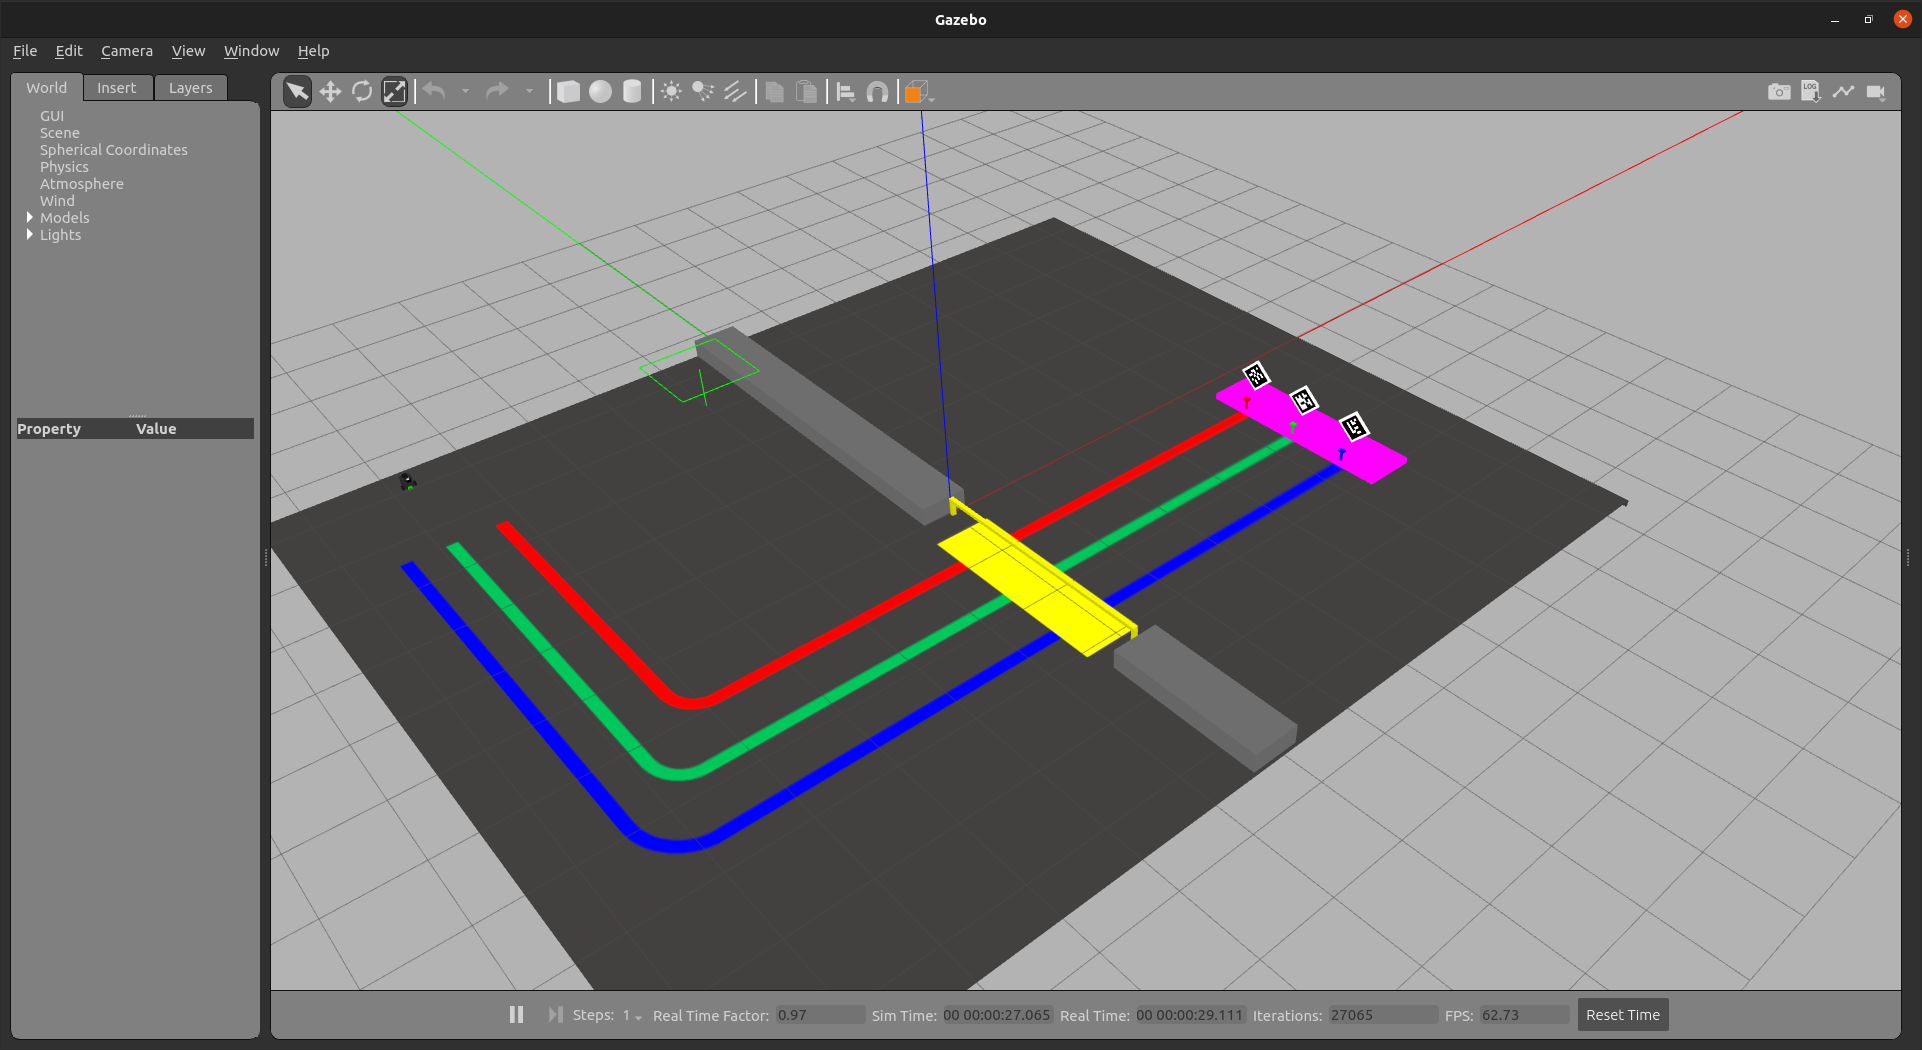 Gazebo
File Edit Camera View Window Help
World Insert Layers
LOG
GUI
Scene
Spherical Coordinates
Physics
Atmosphere
Wind
Models
Lights
Property Value
Steps: 1 Real Time Factor: 0.97 Sim Time: 00 00:00:27.065 Real Time: 00 00:00:29.111 Iterations: 27065 FPS: 62.73 Reset Time